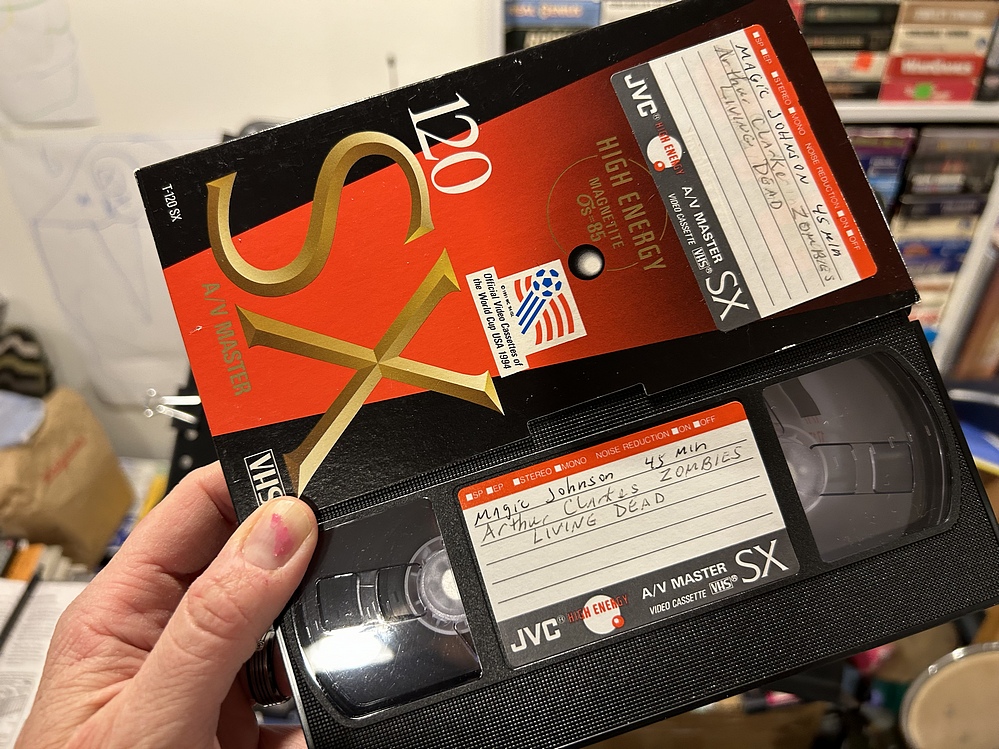 120
SX
T-120 SX
A/V MASTER
VHS
HIGH ENERGY
MAGNETITE
σs=85
Official Video Cassettes of
the World Cup USA 1994
SP EP STEREO MONO NOISE REDUCTION ON OFF
MAGIC JOHNSON 45 MIN
Arthur Clarke ZOMBIES
LIVING DEAD
JVC HIGH ENERGY
A/V MASTER SX
VIDEO CASSETTE VHS
SP EP STEREO MONO NOISE REDUCTION ON OFF
Magic Johnson 45 Min
Arthur Clarkes ZOMBIES
LIVING DEAD
JVC HIGH ENERGY
A/V MASTER SX
VIDEO CASSETTE VHS